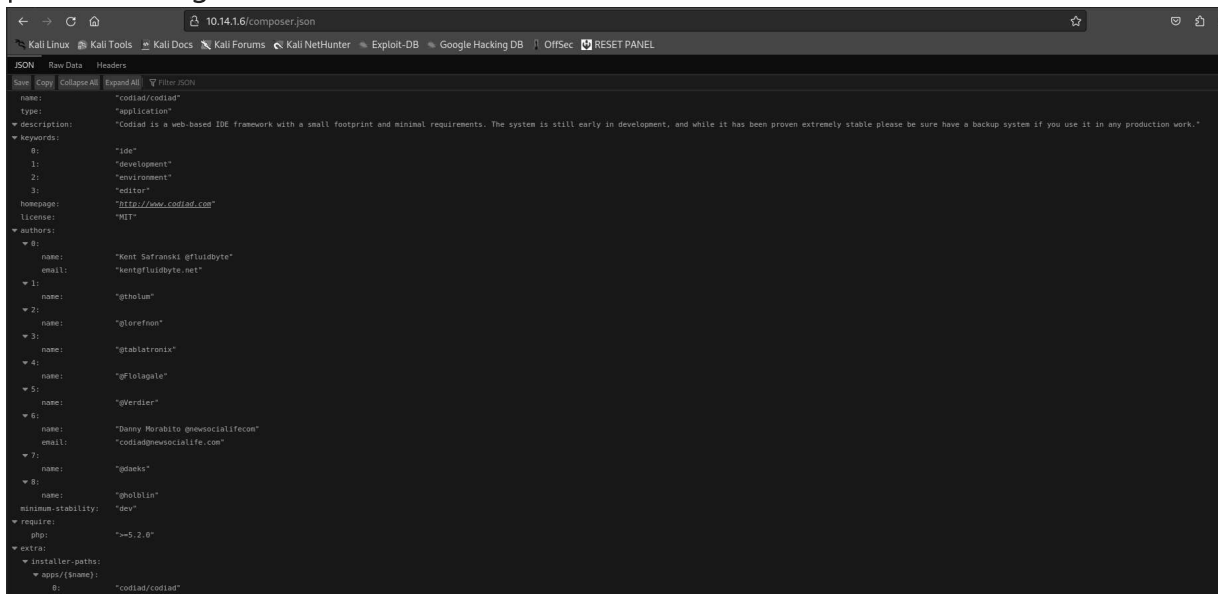 10.14.1.6/composer.json
Kali Linux Kali Tools Kali Docs Kali Forums Kali NetHunter Exploit-DB Google Hacking DB OffSec RESET PANEL
JSON Raw Data Headers
Save Copy Collapse All Expand All Filter JSON
name: "codiad/codiad"
type: "application"
description: "Codiad is a web-based IDE framework with a small footprint and minimal requirements. The system is still early in development, and while it has been proven extremely stable please be sure have a backup system if you use it in any production work."
keywords:
0: "ide"
1: "development"
2: "environment"
3: "editor"
homepage: "http://www.codiad.com"
license: "MIT"
authors:
0:
name: "Kent Safranski @fluidbyte"
email: "kent@fluidbyte.net"
1:
name: "@tholum"
2:
name: "@lorefnon"
3:
name: "@tablatronix"
4:
name: "@Flolagale"
5:
name: "@Verdier"
6:
name: "Danny Morabito @newsocialifecom"
email: "codiad@newsocialife.com"
7:
name: "@daeks"
8:
name: "@holblin"
minimum-stability: "dev"
require:
php: ">=5.2.0"
extra:
installer-paths:
apps/{$name}:
0: "codiad/codiad"